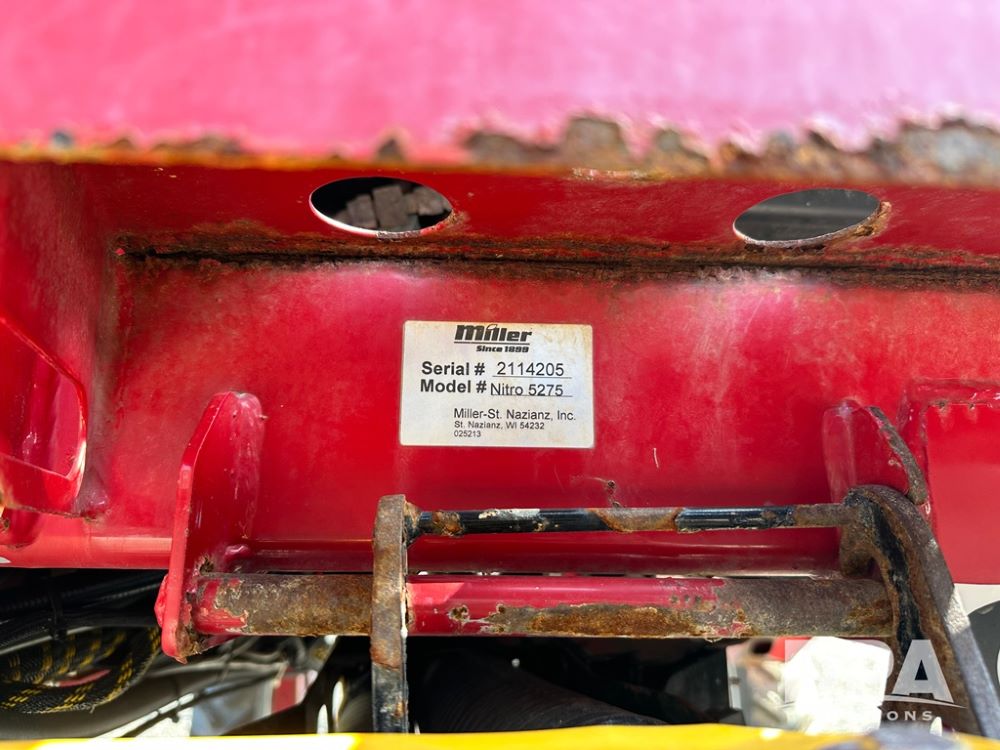 Miller
Since 1899
Serial # 2114205
Model # Nitro 5275
Miller-St. Nazianz, Inc.
St. Nazianz, WI 54232
025213